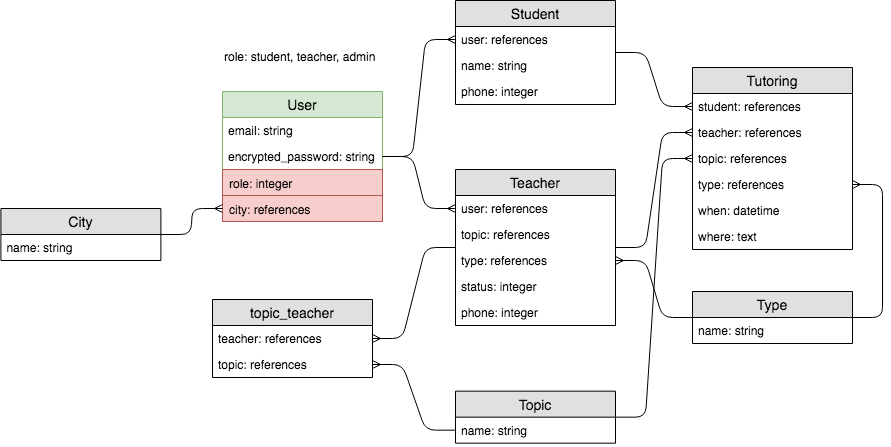 Student
user: references
name: string
phone: integer
role: student, teacher, admin
User
email: string
encrypted_password: string
role: integer
city: references
Tutoring
student: references
teacher: references
topic: references
type: references
when: datetime
where: text
City
name: string
Teacher
user: references
topic: references
type: references
status: integer
phone: integer
topic_teacher
teacher: references
topic: references
Type
name: string
Topic
name: string